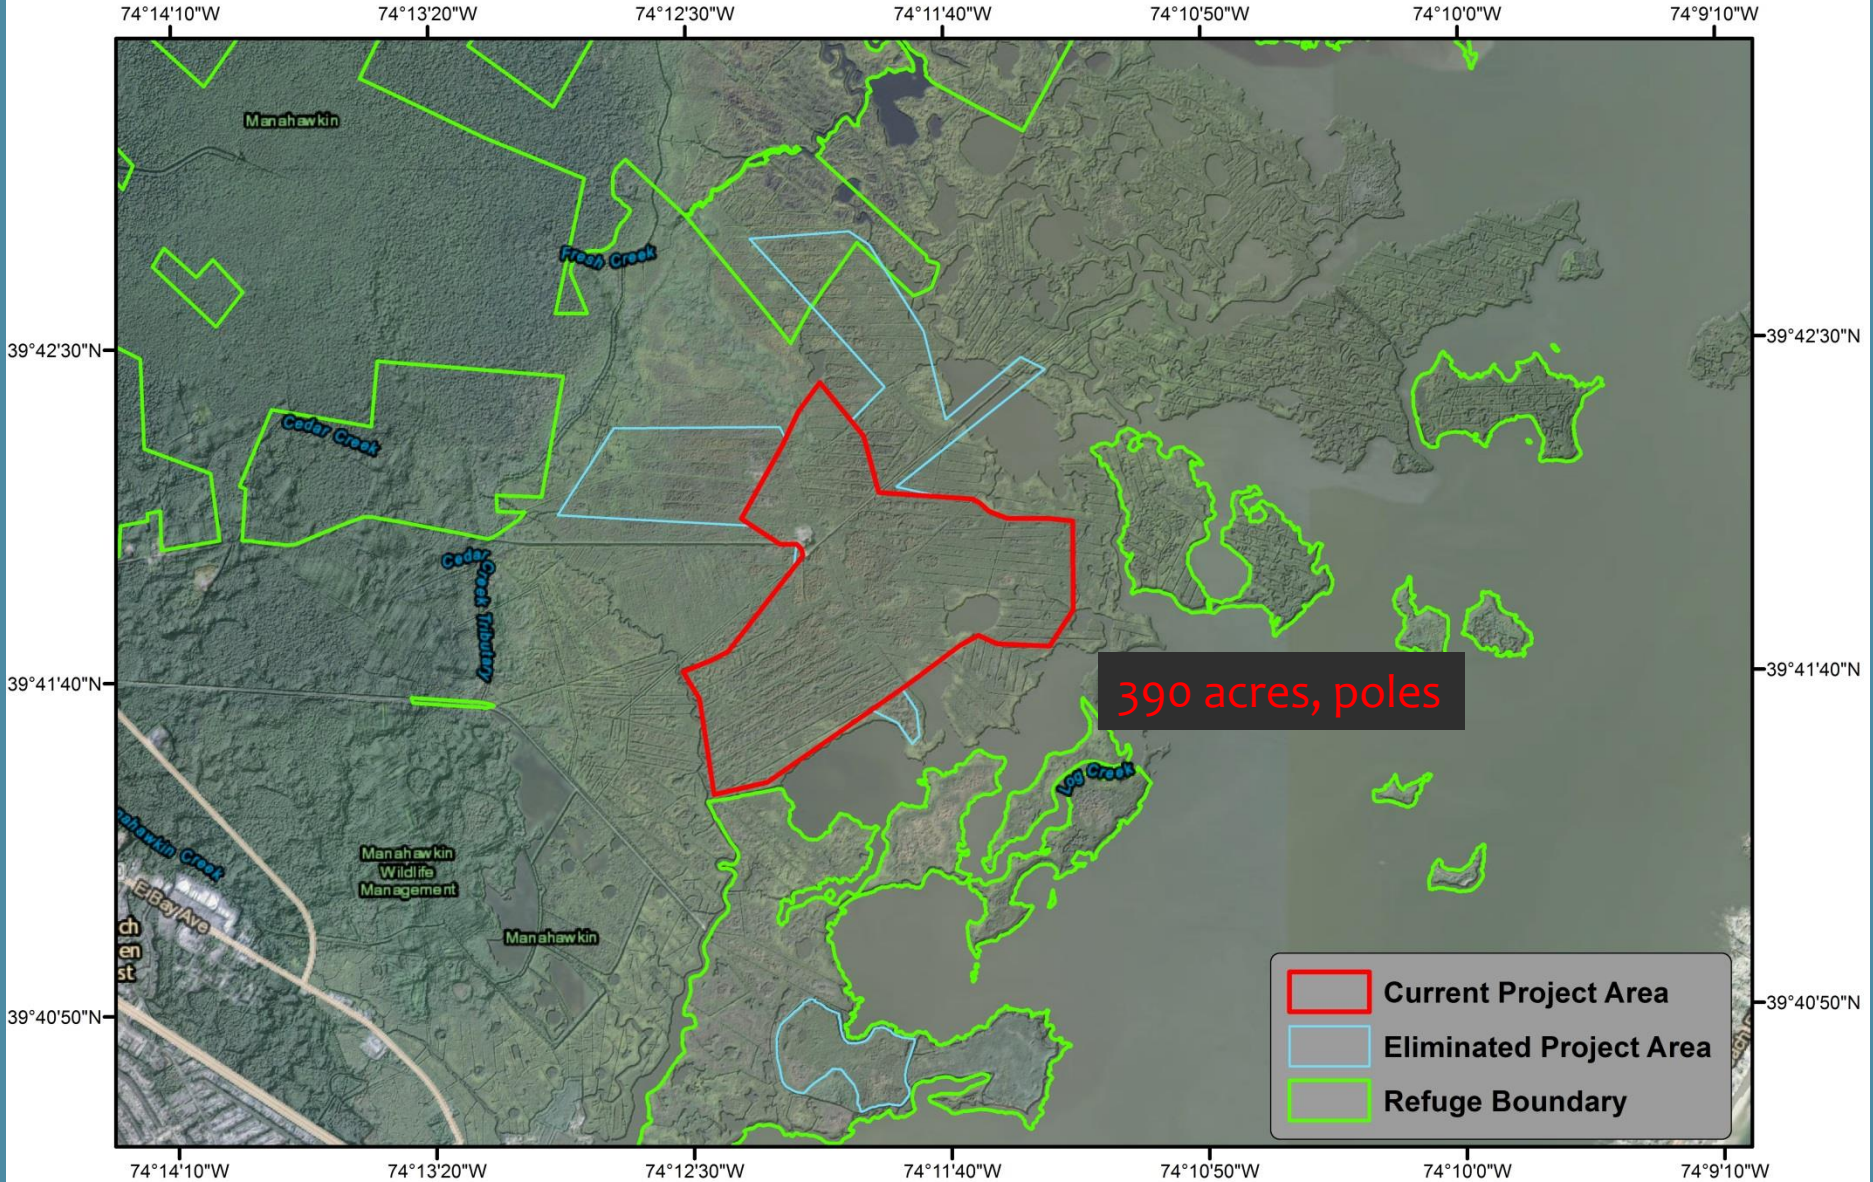 74°14'10"W 74°13'20"W 74°12'30"W 74°11'40"W 74°10'50"W 74°10'0"W 74°9'10"W
Manahawkin
Fresh Creek
39°42'30"N 39°42'30"N
Cedar Creek
Cedar Creek Tributary
39°41'40"N 39°41'40"N
390 acres, poles
Log Creek
nahawkin Creek
Manahawkin
Wildlife
Management
E Bay Ave
ch
en
st
Manahawkin
Current Project Area
39°40'50"N 39°40'50"N
Eliminated Project Area
Refuge Boundary
74°14'10"W 74°13'20"W 74°12'30"W 74°11'40"W 74°10'50"W 74°10'0"W 74°9'10"W